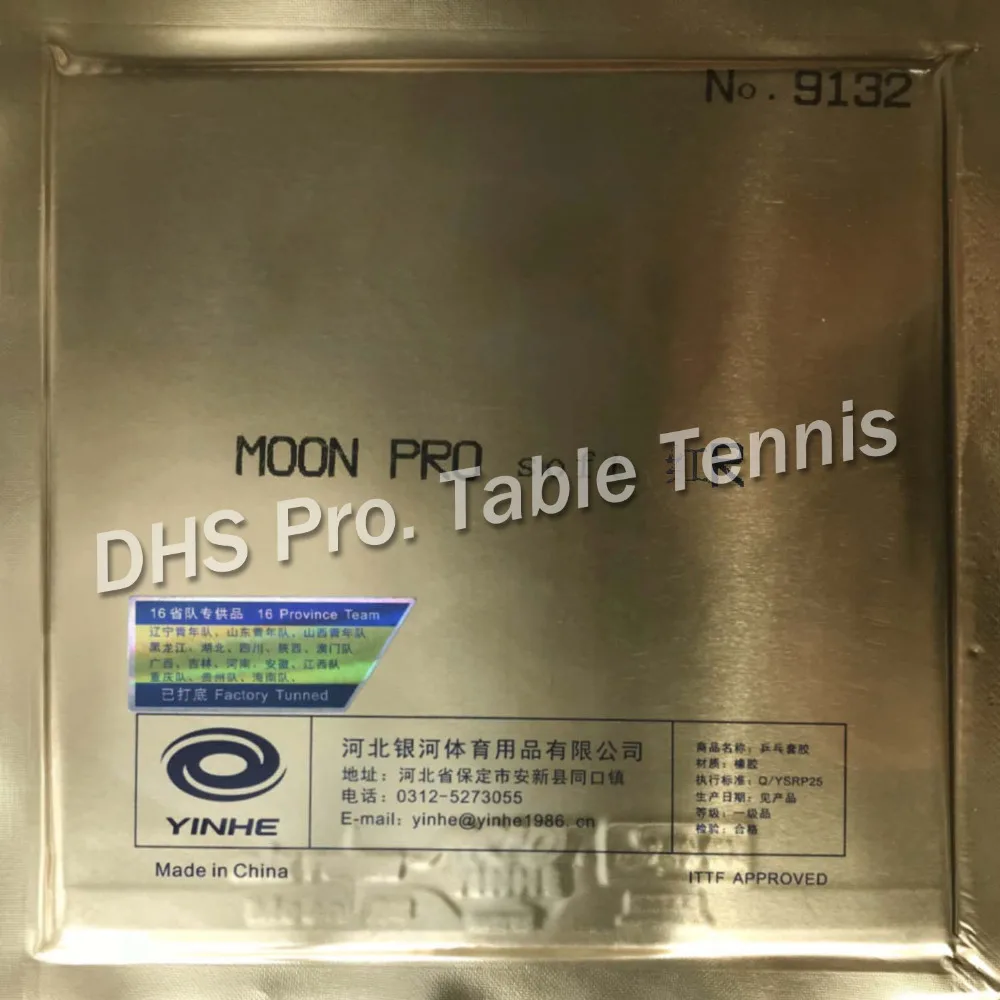 No. 9132
MOON PRO
DHS Pro. Table Tennis
16省队专供品 16 Province Team
辽宁青年队、山东青年队、山西青年队
黑龙江、湖北、四川、陕西、澳门队
广西、吉林、河南、安徽、江西队
重庆队、贵州队、海南队、
已打底 Factory Tunned
YINHE
河北银河体育用品有限公司
地址：河北省保定市安新县同口镇
电话：0312-5273055
E-mail：yinhe@yinhe1986.cn
商品名称：乒乓套胶
材质：橡胶
执行标准：Q/YSRP25
生产日期：见产品
等级：一级品
检验：合格
Made in China
ITTF APPROVED